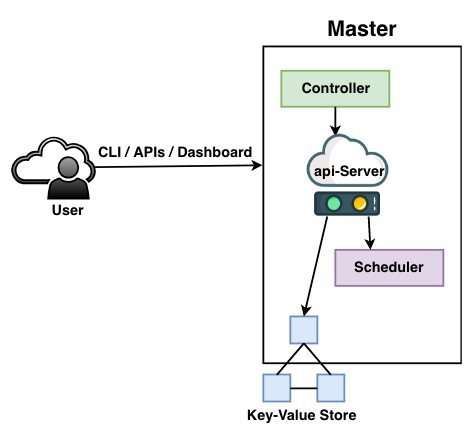 Master
Controller
CLI / APIs / Dashboard
api-Server
User
Scheduler
Key-Value Store